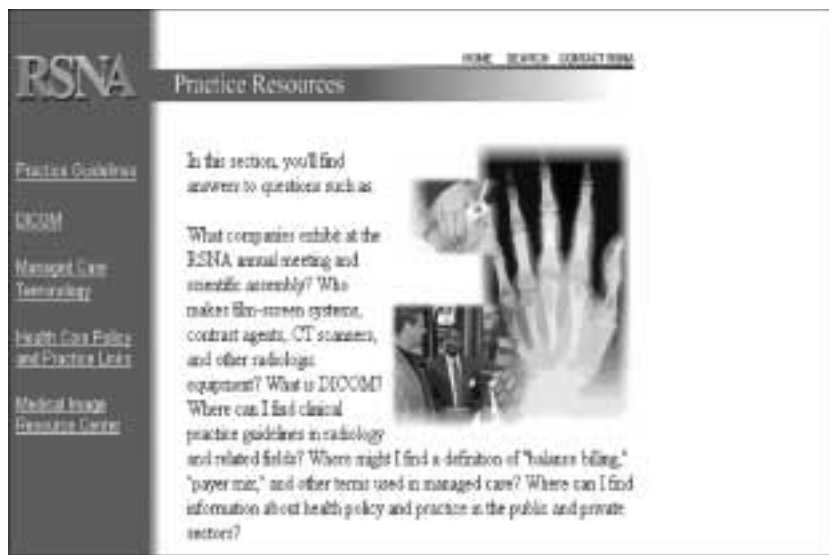 RSNA
HOME SEARCH CONTACT RSNA
Practice Resources
Practice Guidelines
DICOM
Managed Care
Terminology
Health Care Policy
and Practice Links
Medical Image
Resource Center
In this section, you'll find
answers to questions such as
What companies exhibit at the
RSNA annual meeting and
scientific assembly? Who
makes film-screen systems,
contrast agents, CT scanners,
and other radiologic
equipment? What is DICOM?
Where can I find clinical
practice guidelines in radiology
and related fields? Where might I find a definition of "balance billing,"
"payer mix," and other terms used in managed care? Where can I find
information about health policy and practice in the public and private
sectors?